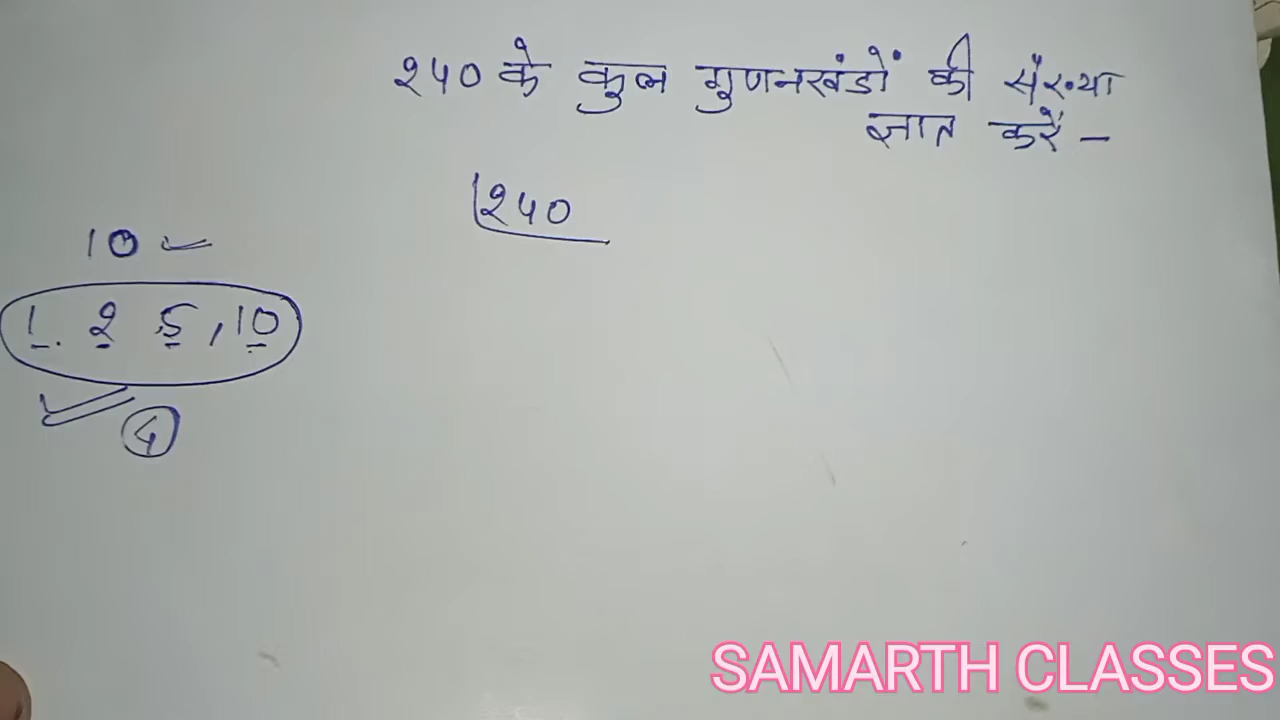 240 के कुल गुणनखंडों की संख्या
ज्ञात करें -
240
10
1. 2 5, 10
4
SAMARTH CLASSES